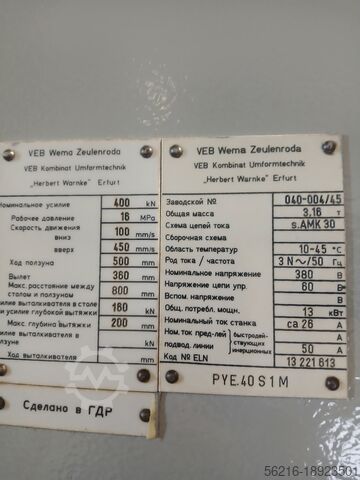 VEB Wema Zeulenroda
VEB Kombinat Umformtechnik
„Herbert Warnke" Erfurt
Номинальное усилие 400 kN
Рабочее давление 16 MPa
Скорость движения
вниз 100 mm/s
вверх 450 mm/s
Ход ползуна 500 mm
Вылет 360 mm
Макс. расстояние между
столом и ползуном 800 mm
усилие выталкивателя в столе
и усилие глубокой вытяжки 160 kN
Макс. глубина вытяжки 200 mm
Ход выталкивателя mm
mm
Сделано в ГДР
VEB Wema Zeulenroda
VEB Kombinat Umformtechnik
„Herbert Warnke" Erfurt
Заводской № 040-004/45
Общая масса 3,16 т
Схема цепей тока s.AMK 30
Сборочная схема
Область температур 10-45 °C
Род тока / частота 3 N~/50 Гц
Номинальное напряжение 380 В
Напряжение цепи упр. 60 В
Вспом. напряжение В
Общ. потребл. мощн. 13 кВт
Номинальный ток станка ca 26 А
Ном. ток пред-лей быстродей-
ствующих А
подвод. линии инерционных 50 А
Код № ELN 13 221 613
PYE.40 S 1 M
Machineseeker
56216-18923501